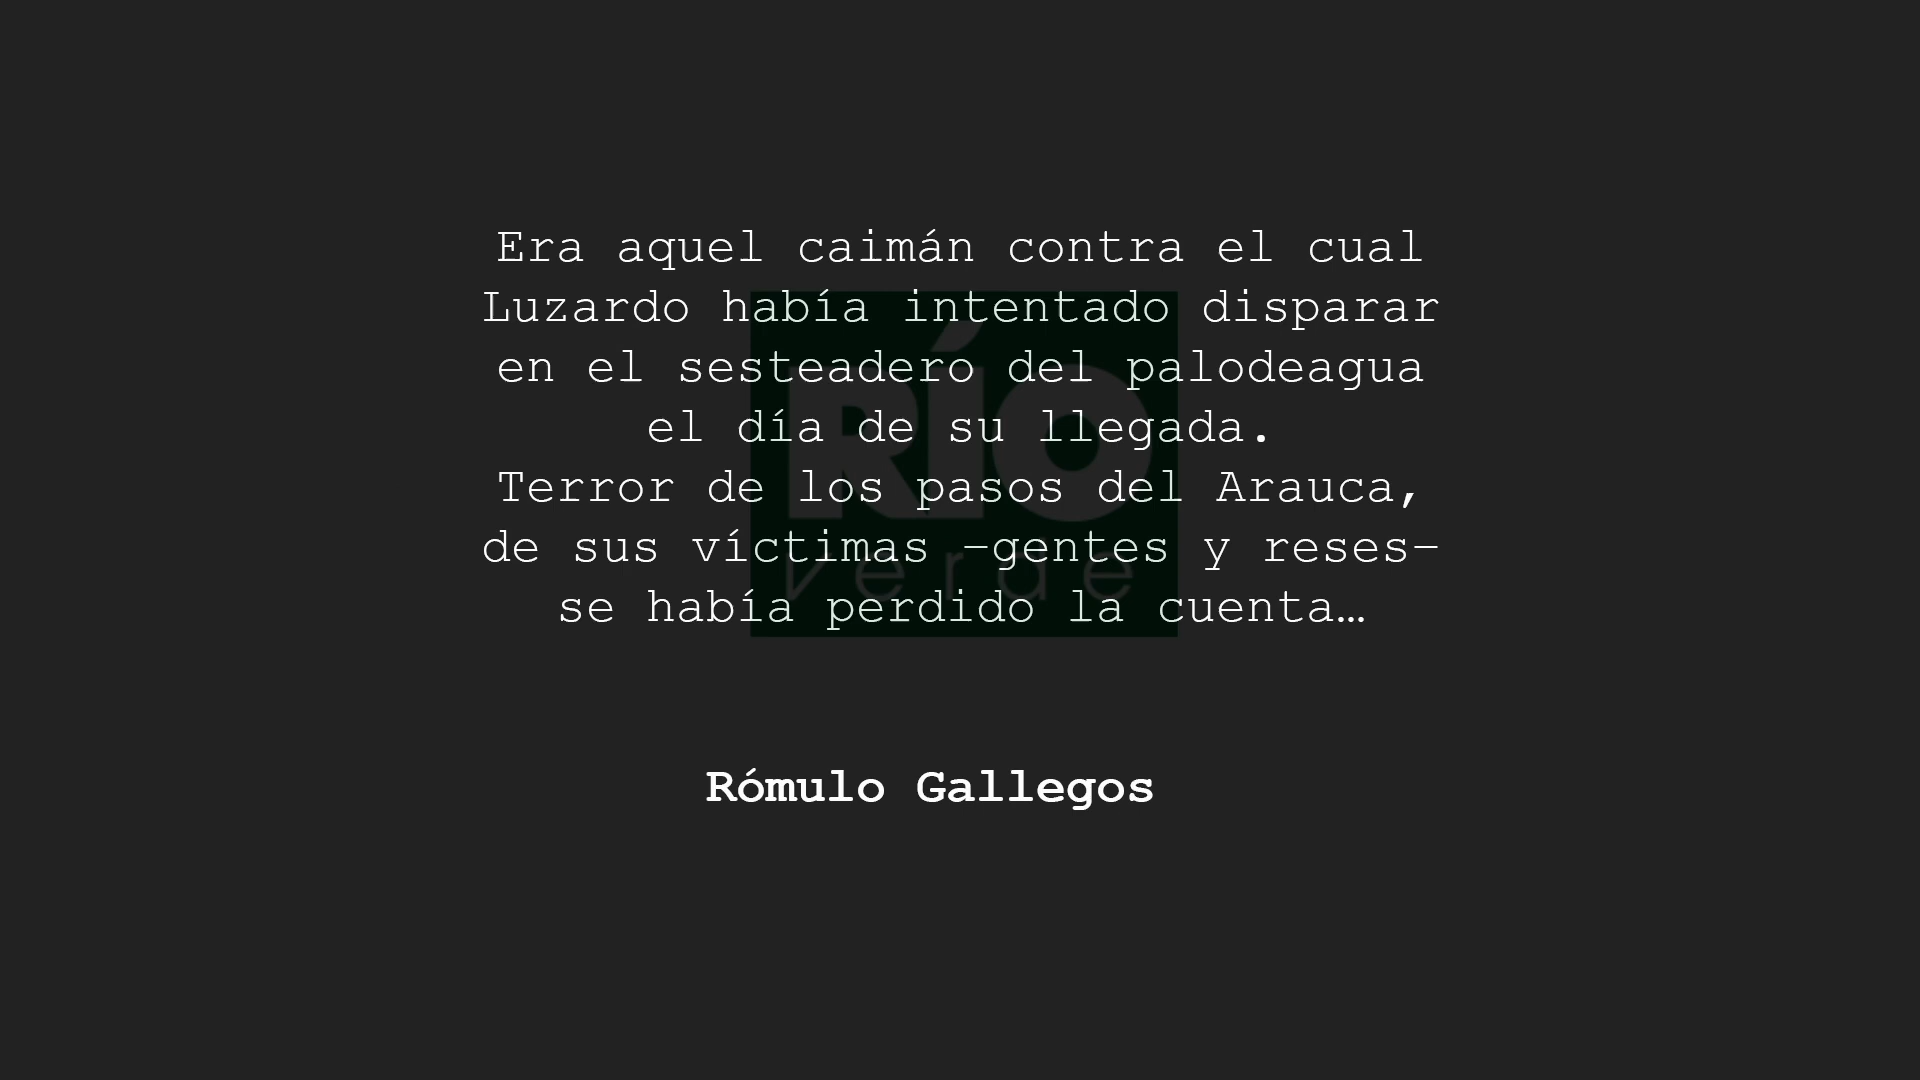 Era aquel caimán contra el cual
Luzardo había intentado disparar
en el sesteadero del palodeagua
el día de su llegada.
Terror de los pasos del Arauca,
de sus víctimas –gentes y reses–
se había perdido la cuenta…
Rómulo Gallegos
RÍO
verde